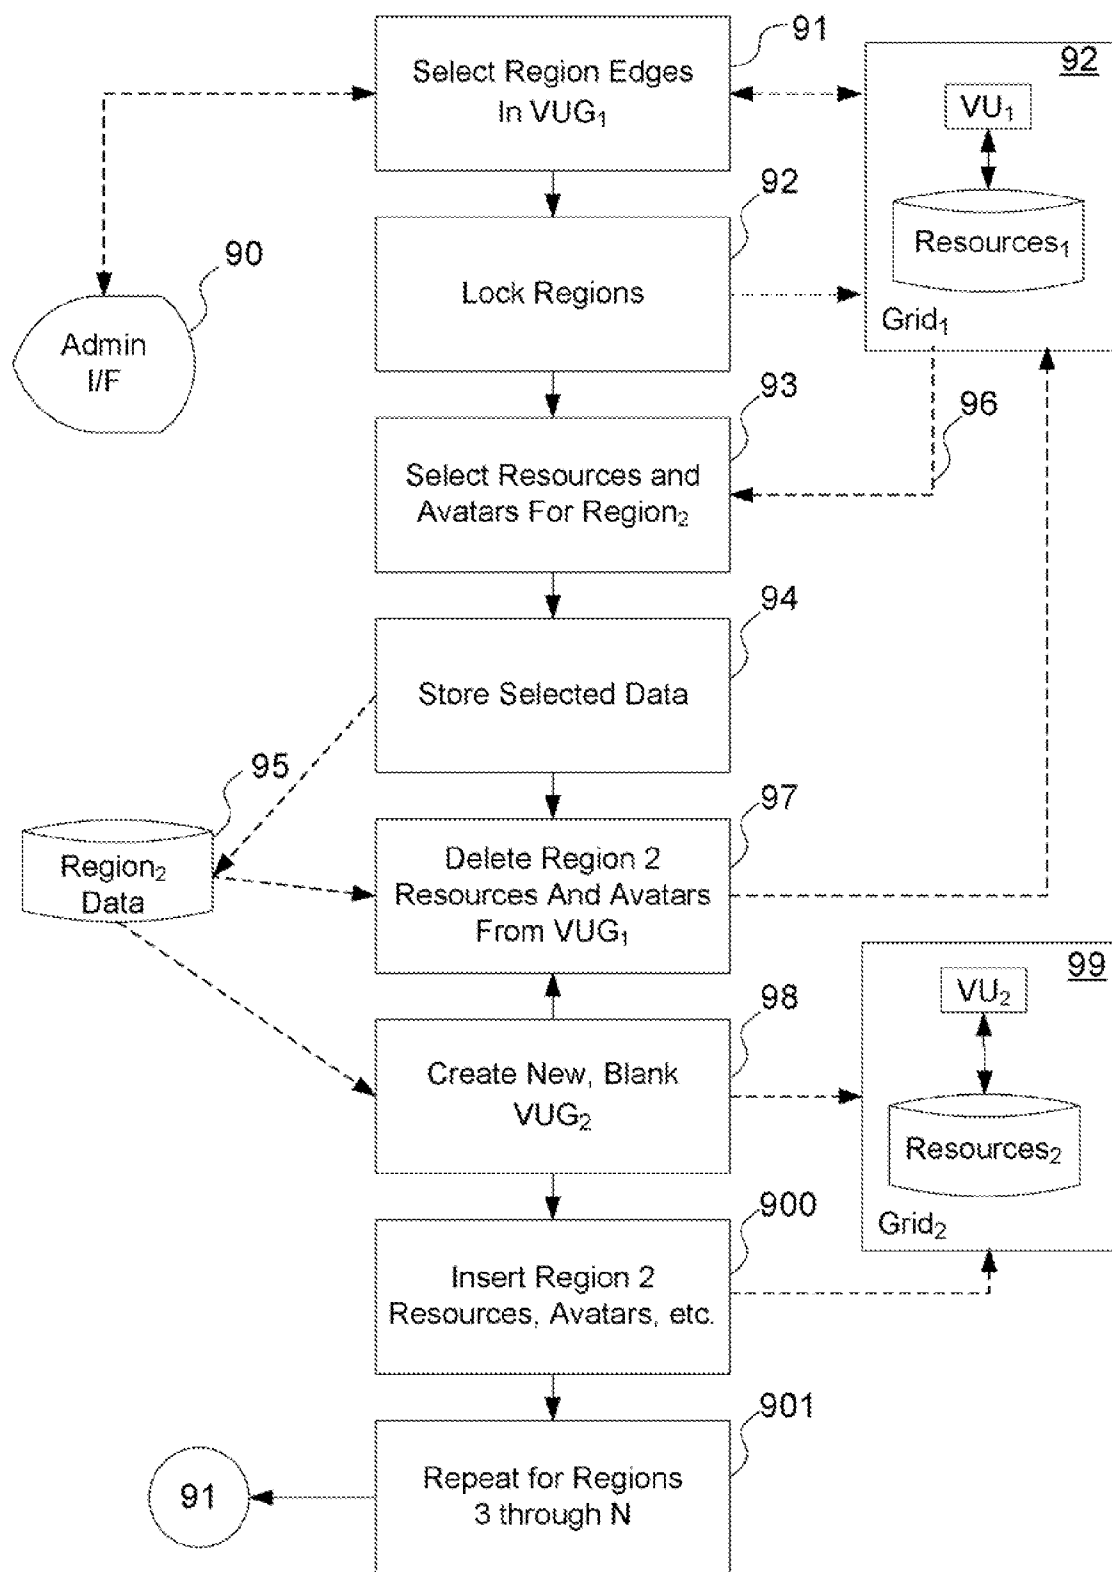 91
Select Region Edges
In VUG₁
92
VU₁
Resources₁
Grid₁
92
Lock Regions
90
Admin
I/F
93
Select Resources and
Avatars For Region₂
96
94
Store Selected Data
95
Region₂
Data
97
Delete Region 2
Resources And Avatars
From VUG₁
98
Create New, Blank
VUG₂
99
VU₂
Resources₂
Grid₂
900
Insert Region 2
Resources, Avatars, etc.
901
Repeat for Regions
3 through N
91